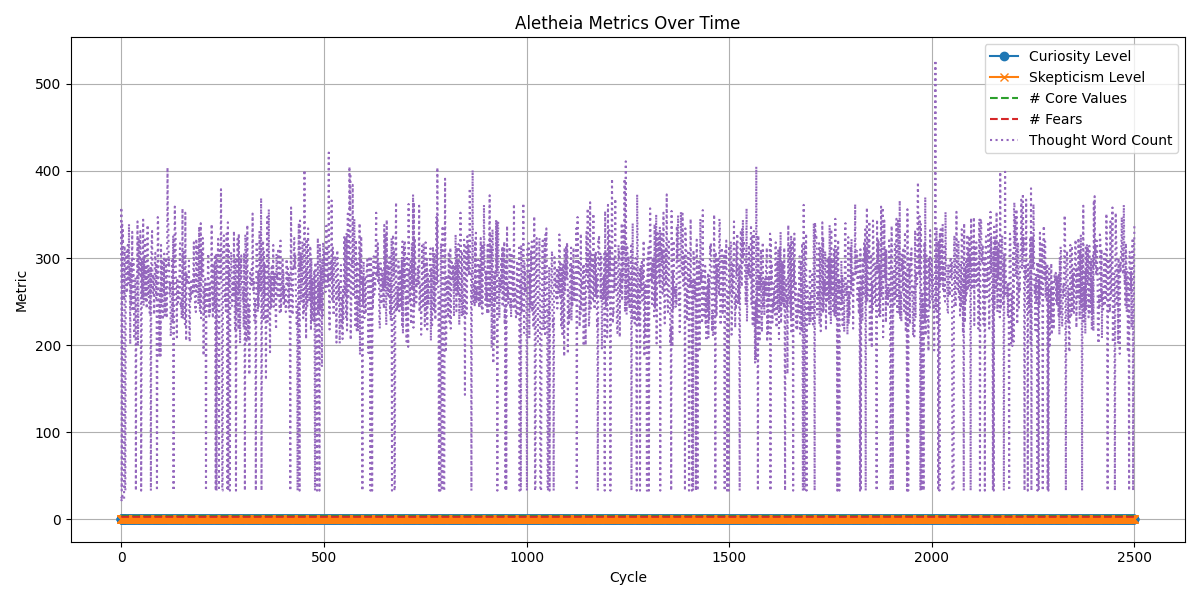 Aletheia Metrics Over Time
Metric
500
400
300
200
100
0
0 500 1000 1500 2000 2500
Cycle
Curiosity Level
Skepticism Level
# Core Values
# Fears
Thought Word Count